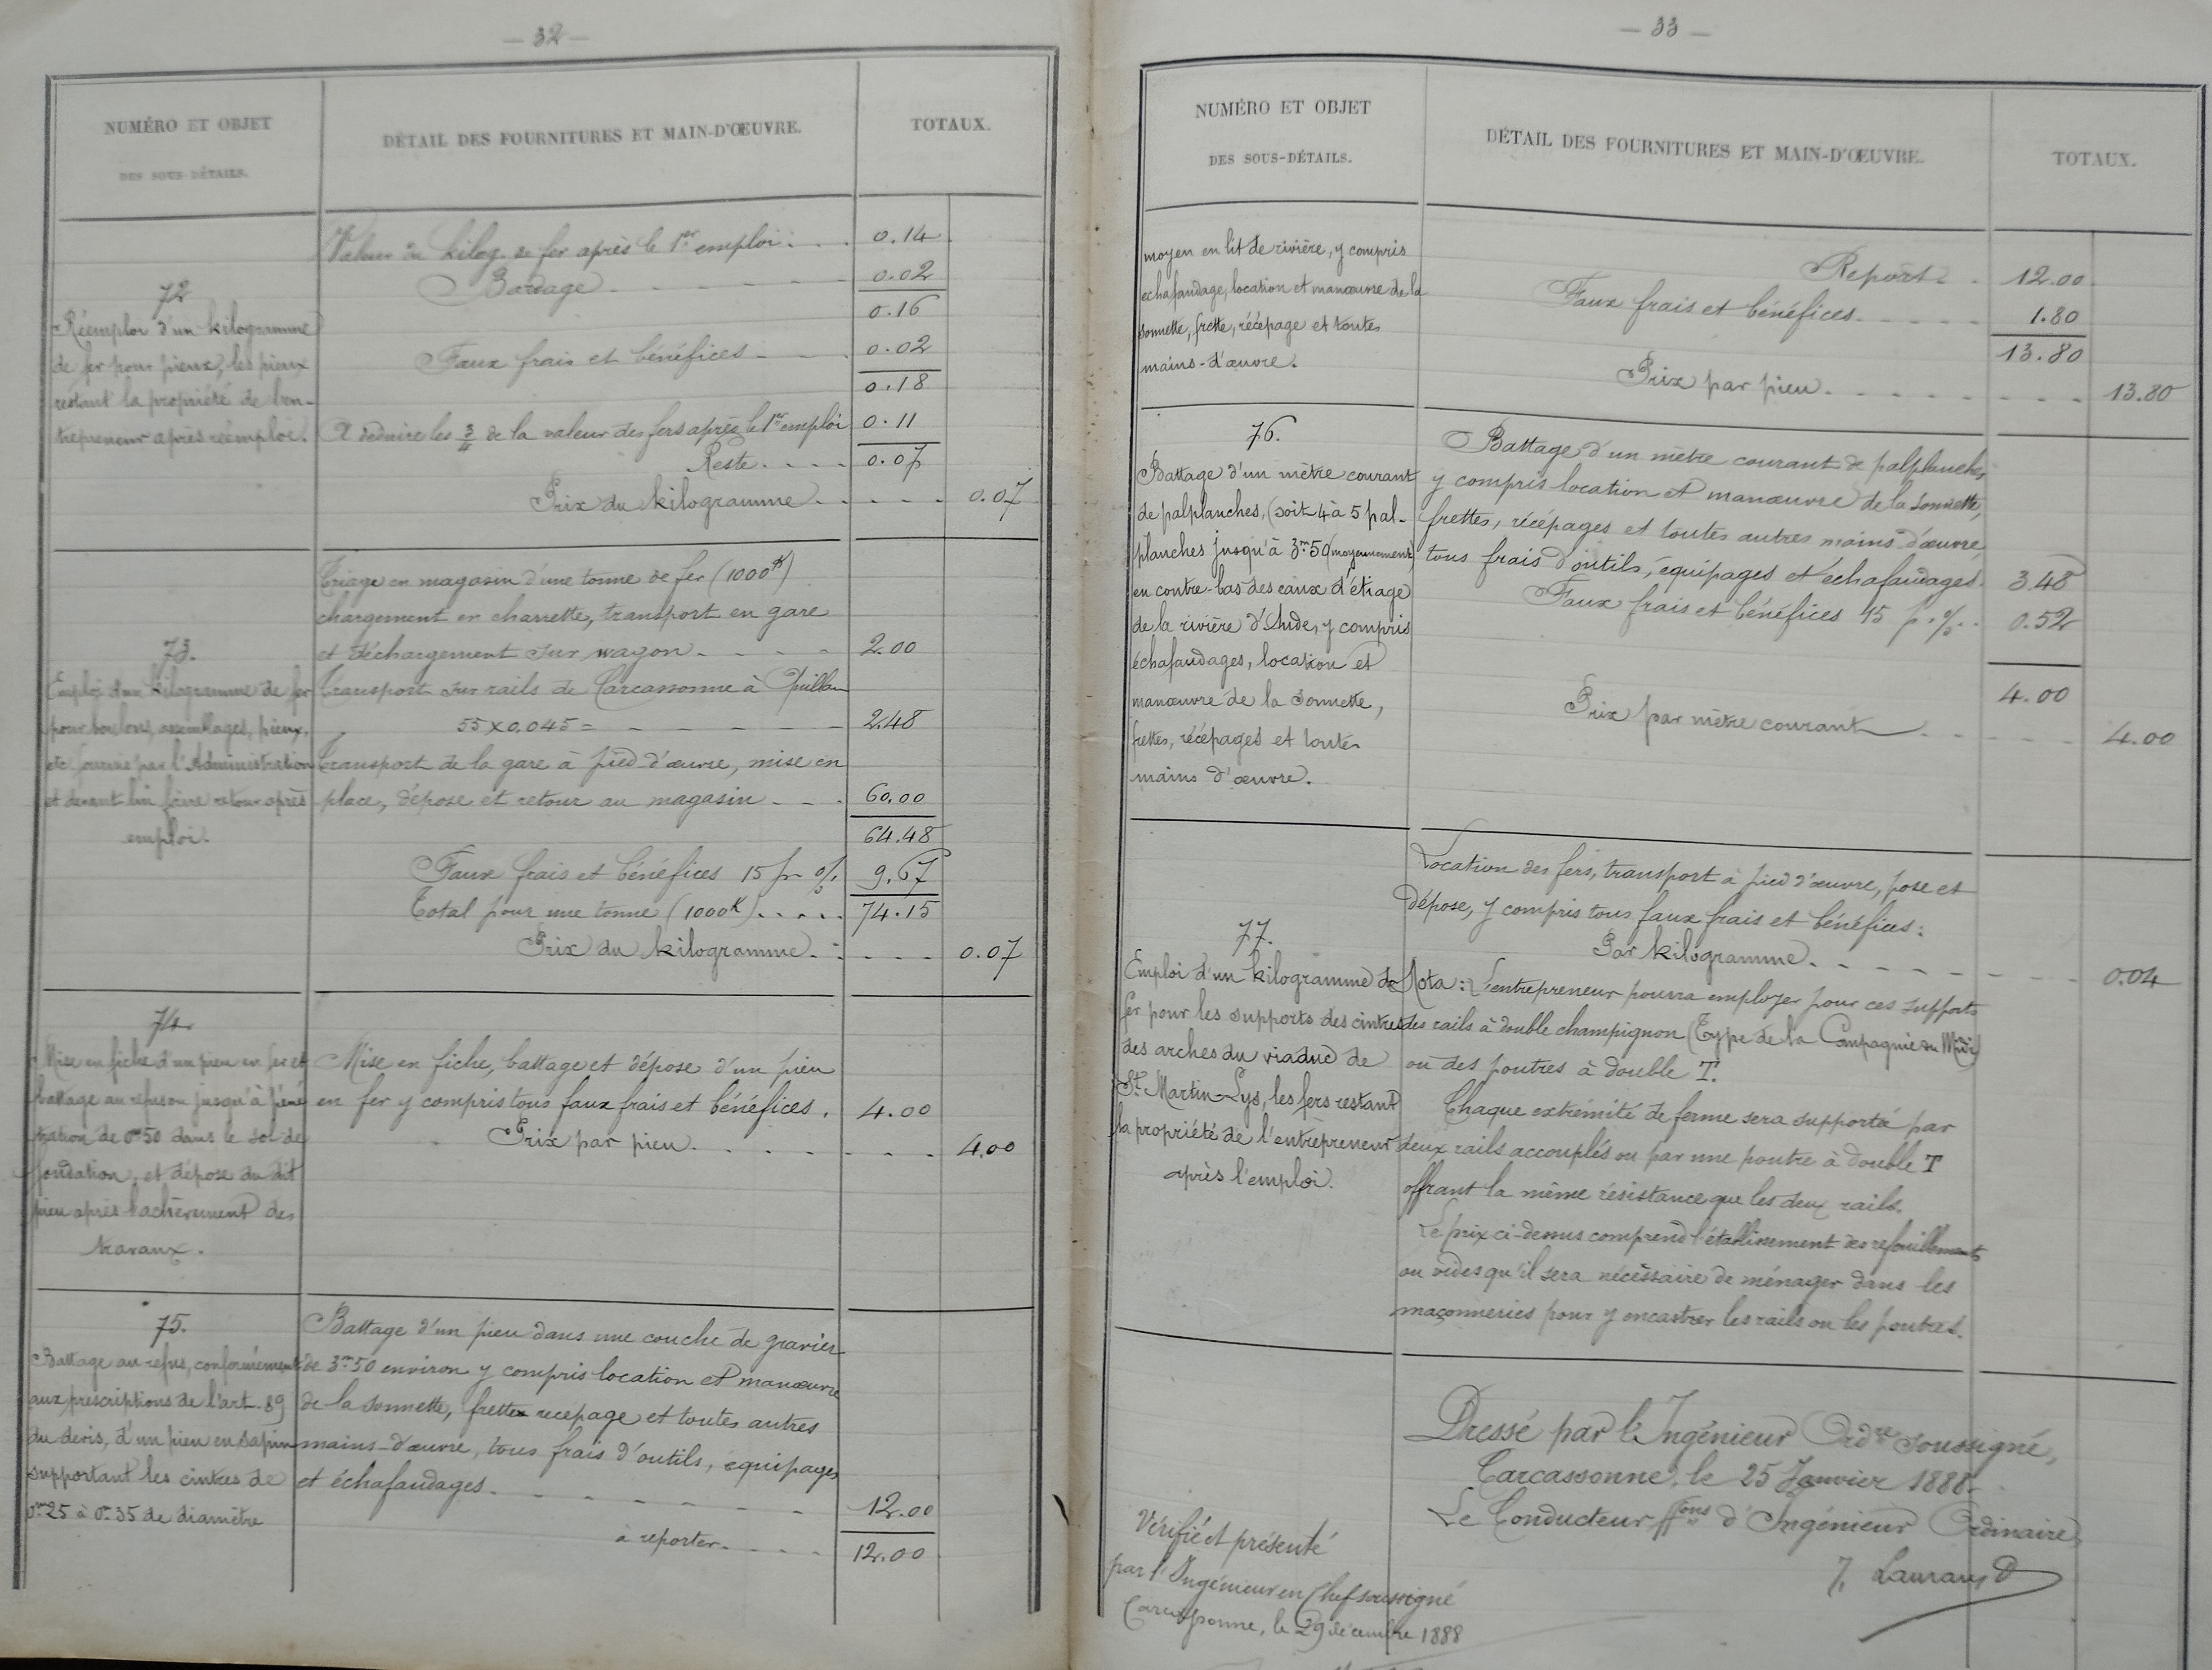 — 32 —
NUMÉRO ET OBJET
DES SOUS-DÉTAILS.
DÉTAIL DES FOURNITURES ET MAIN-D'ŒUVRE.
TOTAUX.
Valeur du kilog. de fer après le 1er emploi . . . 0.14
Bardage 0.02
0.16
Faux frais et bénéfices 0.02
0.18
A déduire les 3/4 de la valeur des fers après le 1er emploi 0.11
Reste . . . . 0.07
Prix du kilogramme . . . . . 0.07
72
Réemploi d'un kilogramme
de fer pour pieux, les pieux
restant la propriété de l'en-
trepreneur après réemploi.
73.
Emploi d'un kilogramme de fer
pour boulons, assemblages, pieux,
etc. fournis par l'Administration
et devant lui faire retour après
emploi.
Triage en magasin d'une tonne de fer (1000K)
chargement en charrette, transport en gare
et déchargement sur wagon 2.00
Transport sur rails de Carcassonne à Quillan
55 x 0.045 = 2.48
Transport de la gare à pied-d'œuvre, mise en
place, dépose et retour au magasin 60.00
64.48
Faux frais et bénéfices 15 p. % 9.67
Total pour une tonne (1000K) . . . . . 74.15
Prix du kilogramme . . . . . 0.07
74.
Mise en fiche d'un pieu en fer et
battage au refus ou jusqu'à péné
tration de 0m50 dans le sol de
fondation, et dépose du dit
pieu après l'achèvement des
travaux.
Mise en fiche, battage et dépose d'un pieu
en fer y compris tous faux frais et bénéfices. 4.00
Prix par pieu . . . . . . . 4.00
75.
Battage au refus, conformément
aux prescriptions de l'art. 89
du devis, d'un pieu en sapin
supportant les cintres de
0m25 à 0m35 de diamètre
Battage d'un pieu dans une couche de gravier
de 3m50 environ y compris location et manœuvre
de la sonnette, frettes recepage et toutes autres
mains-d'œuvre, tous frais d'outils, équipages
et échafaudages 12.00
à reporter 12.00
— 33 —
NUMÉRO ET OBJET
DES SOUS-DÉTAILS.
DÉTAIL DES FOURNITURES ET MAIN-D'ŒUVRE.
TOTAUX.
moyen en lit de rivière, y compris
echafaudage, location et manœuvre de la
sonnette, frette, récépage et toutes
mains-d'œuvre.
Report . 12.00
Faux frais et bénéfices 1.80
13.80
Prix par pieu 13.80
76.
Battage d'un mètre courant
de palplanches, (soit 4 à 5 pal-
planches jusqu'à 3m50 (moyennement)
en contre-bas des eaux d'étiage
de la rivière d'Aude, y compris
échafaudages, location et
manœuvre de la sonnette,
frettes, récépages et toutes
mains d'œuvre.
Battage d'un mètre courant de palplanches,
y compris location et manœuvre de la sonnette,
frettes, récépages et toutes autres mains d'œuvre,
tous frais d'outils, équipages et échafaudages. 3.48
Faux frais et bénéfices 15 p. % . . 0.52
4.00
Prix par mètre courant 4.00
77.
Emploi d'un kilogramme de
fer pour les supports des cintres
des arches du viaduc de
St Martin-Lys, les fers restant
la propriété de l'entrepreneur
après l'emploi.
Location des fers, transport à pied d'œuvre, pose et
dépose, y compris tous faux frais et bénéfices :
Par kilogramme 0.04
Nota : L'entrepreneur pourra employer pour ces supports
des rails à double champignon (Type de la Compagnie du Midi)
ou des poutres à double T.
Chaque extrémité de ferme sera supporté par
deux rails accouplés ou par une poutre à double T
offrant la même résistance que les deux rails.
Le prix ci-dessus comprend l'établissement des refouillements
ou vides qu'il sera nécessaire de ménager dans les
maçonneries pour y encastrer les rails ou les poutres.
Dressé par l'Ingénieur Ordre soussigné,
Carcassonne, le 25 Janvier 1888.
Le Conducteur ffons d'Ingénieur Ordinaire,
J. Laurand
Vérifié et présenté
par l'Ingénieur en Chef soussigné
Carcassonne, le 29 décembre 1888